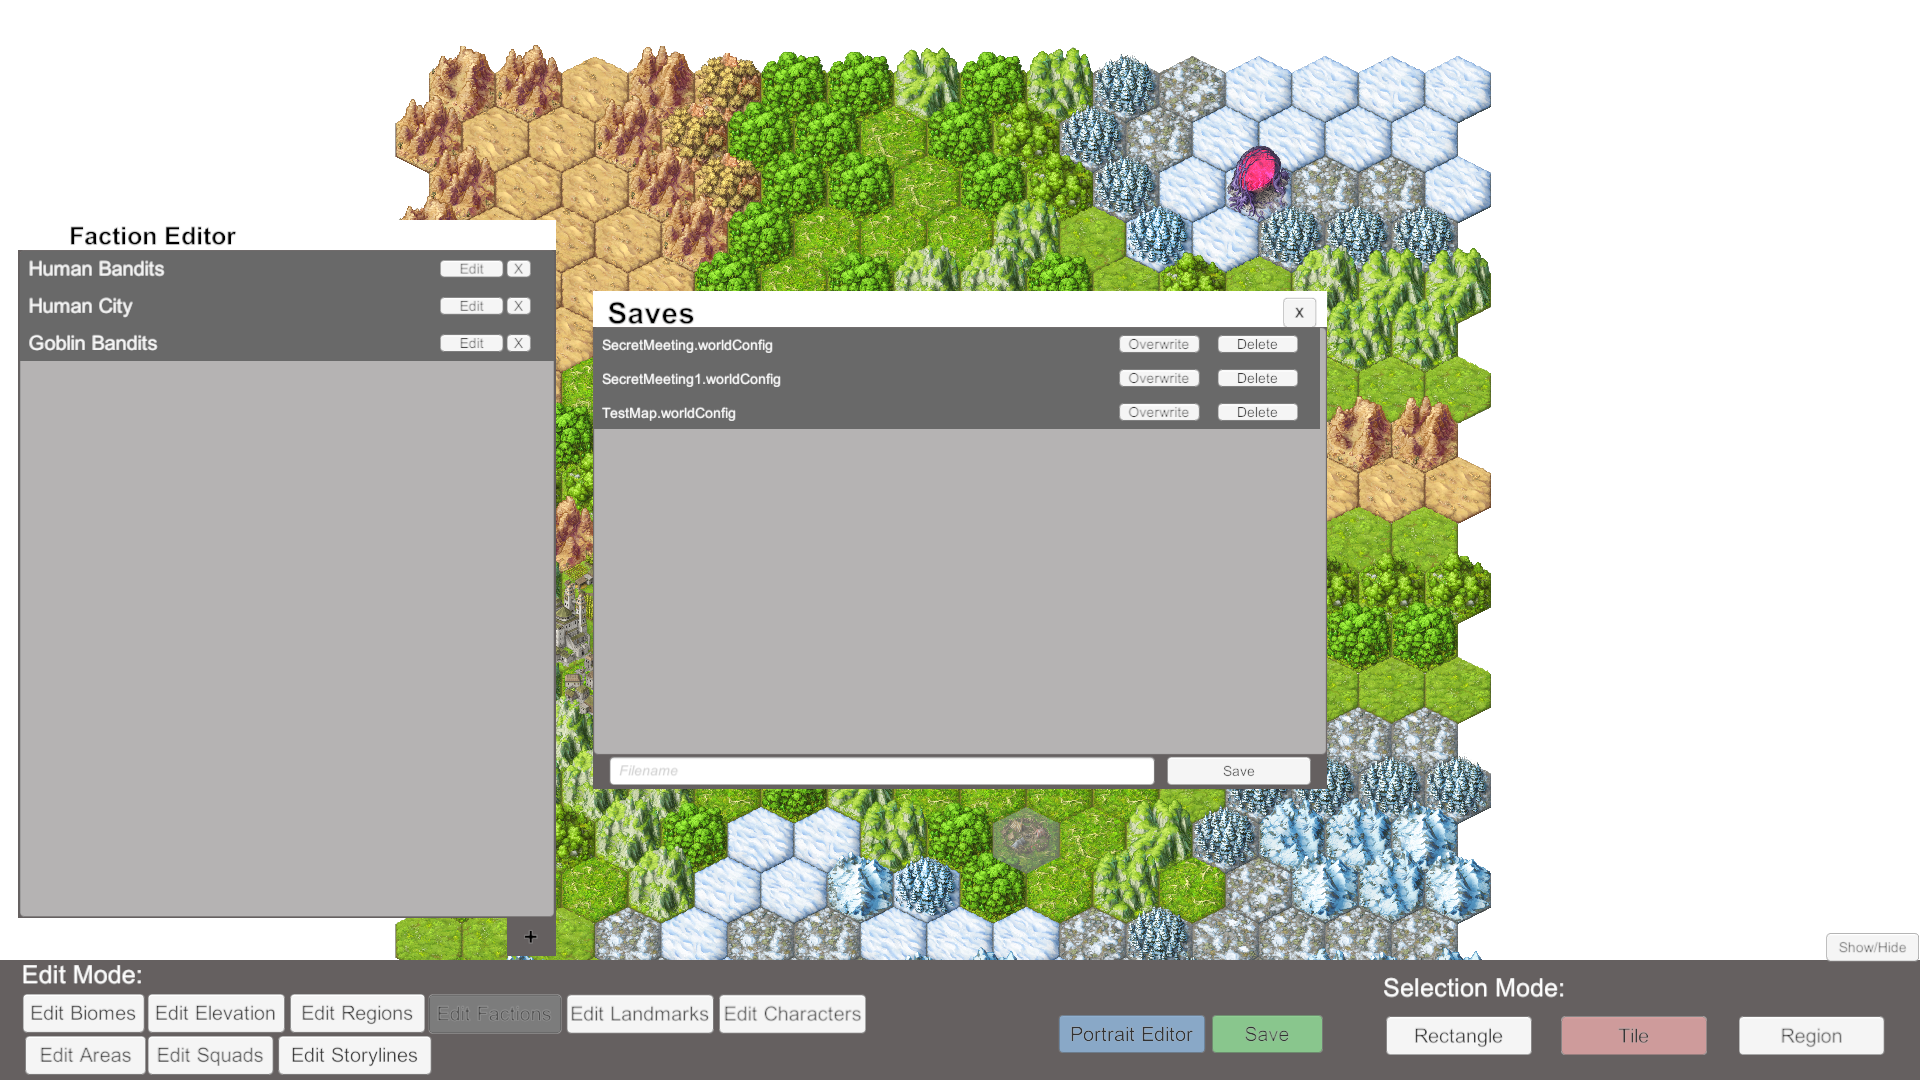 Faction Editor
Human Bandits Edit X
Human City Edit X
Goblin Bandits Edit X
+
Saves X
SecretMeeting.worldConfig Overwrite Delete
SecretMeeting1.worldConfig Overwrite Delete
TestMap.worldConfig Overwrite Delete
Filename Save
Show/Hide
Edit Mode:
Edit Biomes Edit Elevation Edit Regions Edit Factions Edit Landmarks Edit Characters
Edit Areas Edit Squads Edit Storylines
Portrait Editor Save
Selection Mode:
Rectangle Tile Region